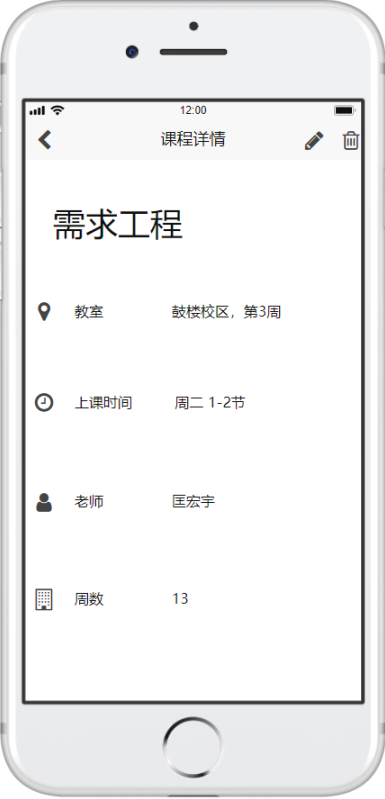 12:00
课程详情
需求工程
教室 鼓楼校区，第3周
上课时间 周二 1-2节
老师 匡宏宇
周数 13